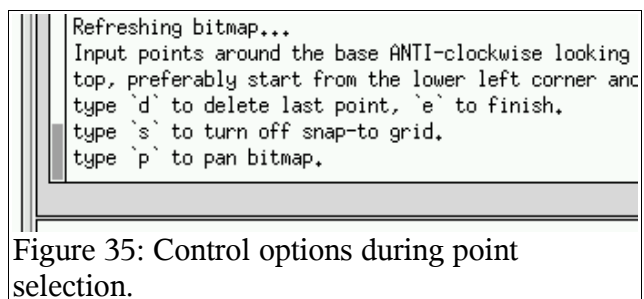 Refreshing bitmap...
Input points around the base ANTI-clockwise looking
top, preferably start from the lower left corner and
type `d` to delete last point, `e` to finish.
type `s` to turn off snap-to grid.
type `p` to pan bitmap.
Figure 35: Control options during point
selection.